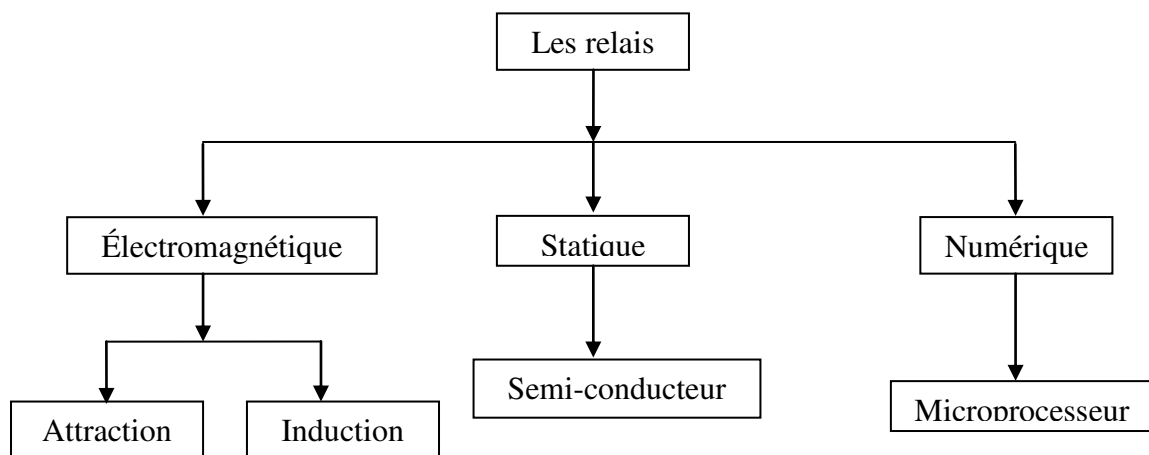 Les relais
Électromagnétique
Statique
Numérique
Semi-conducteur
Microprocesseur
Attraction
Induction